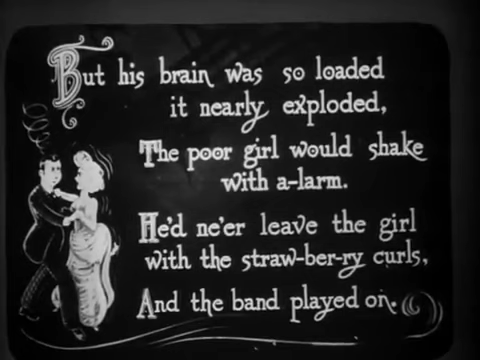 But his brain was so loaded
it nearly exploded,
The poor girl would shake
with a-larm.
He'd ne'er leave the girl
with the straw-ber-ry curls,
And the band played on.